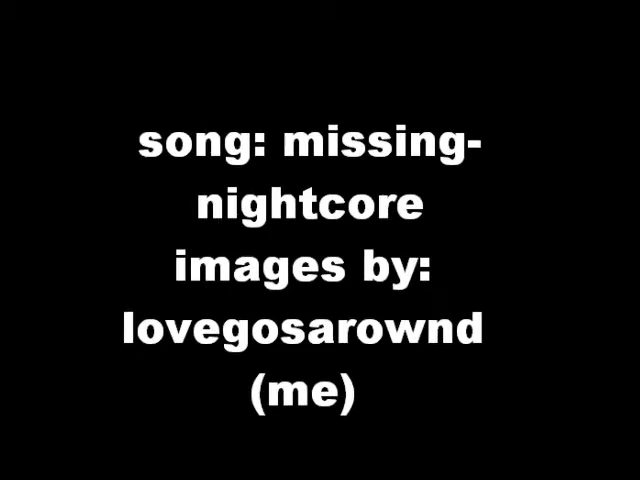 song: missing-
nightcore
images by:
lovegosarownd
(me)